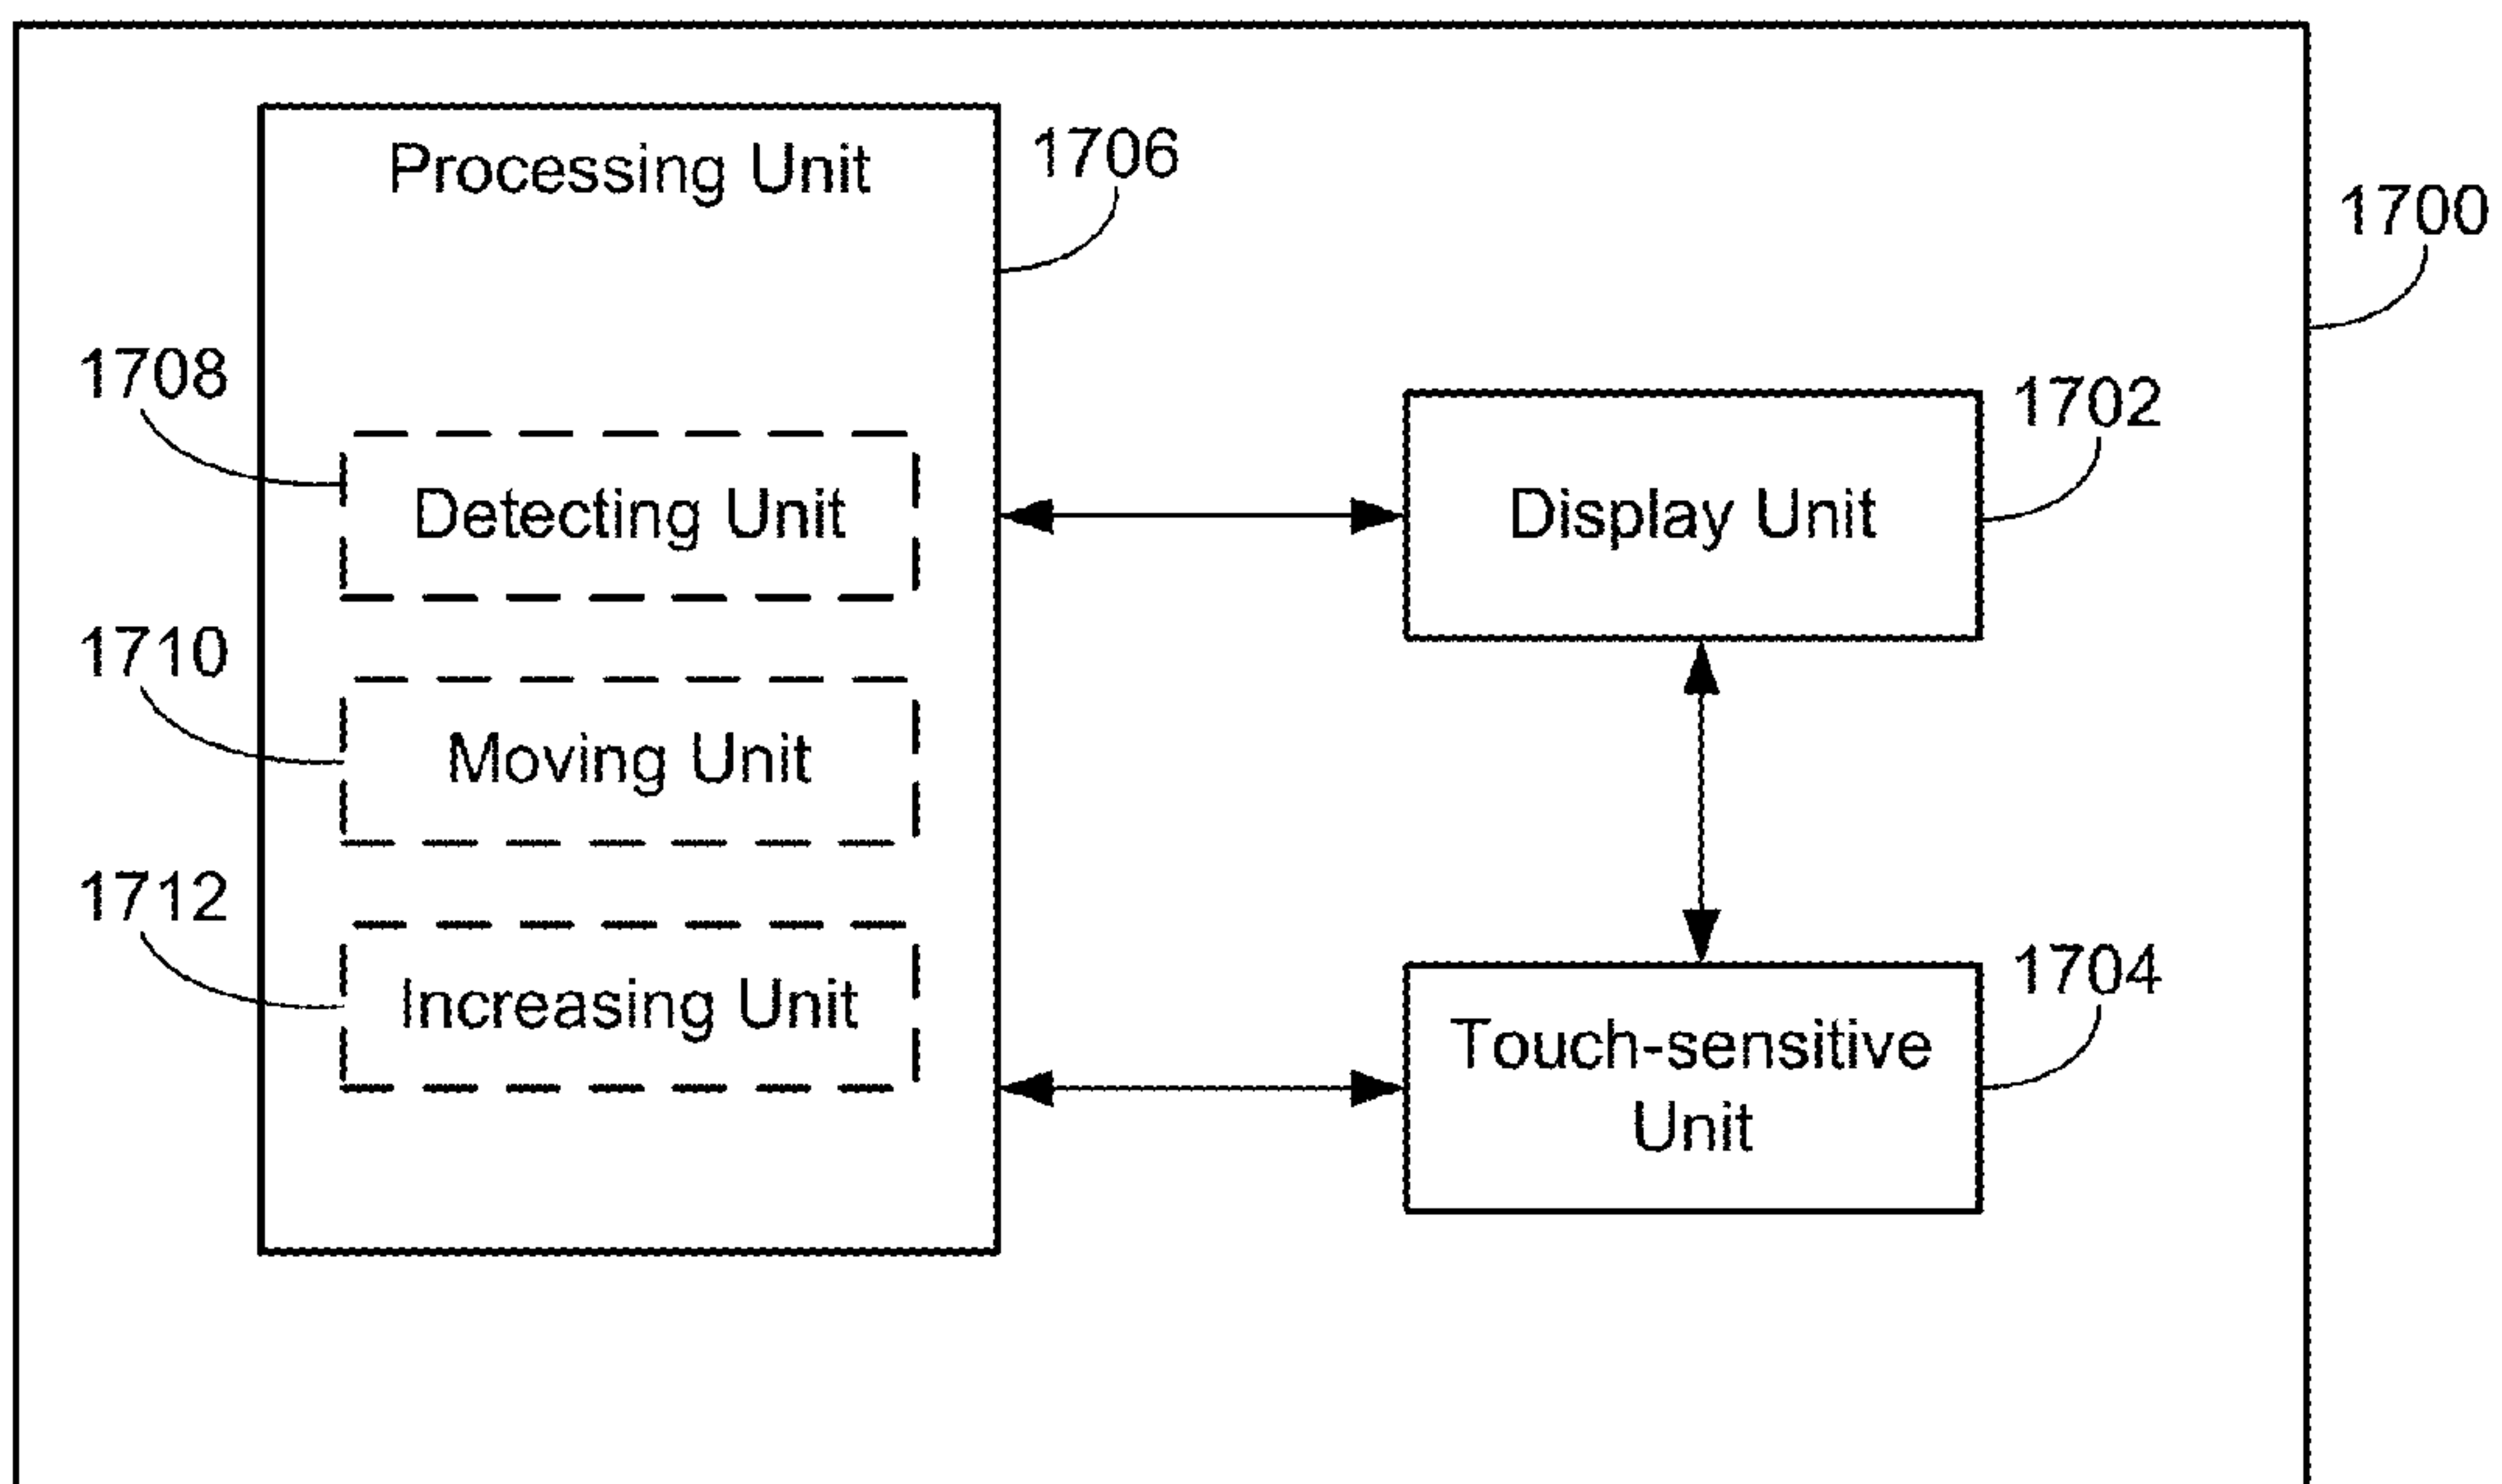 Processing Unit
1706
1700
1708
Detecting Unit
Display Unit
1702
1710
Moving Unit
1712
Increasing Unit
Touch-sensitive
Unit
1704